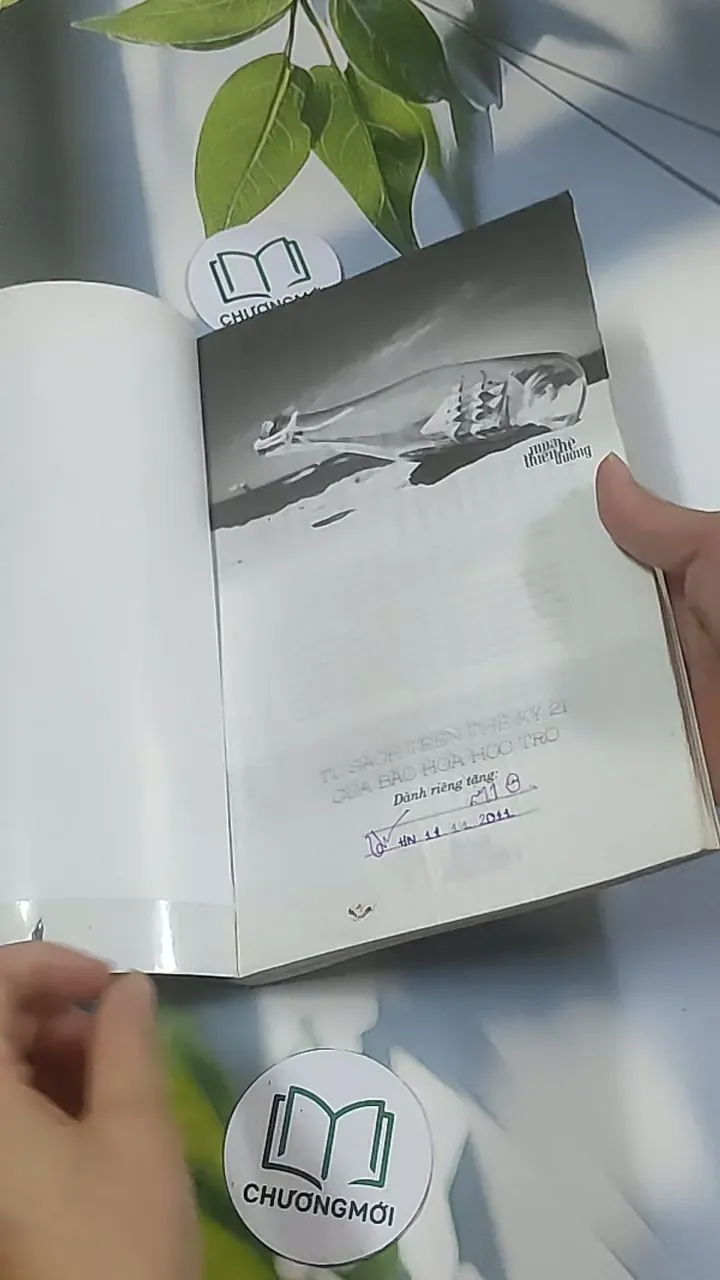 CHƯƠNGMỚI
mùa hè
thiên đường
TỦ SÁCH TEEN THẾ KỶ 21
CỦA BÁO HOA HỌC TRÒ
Dành riêng tặng:
HN 11 11 2011
CHƯƠNGMỚI